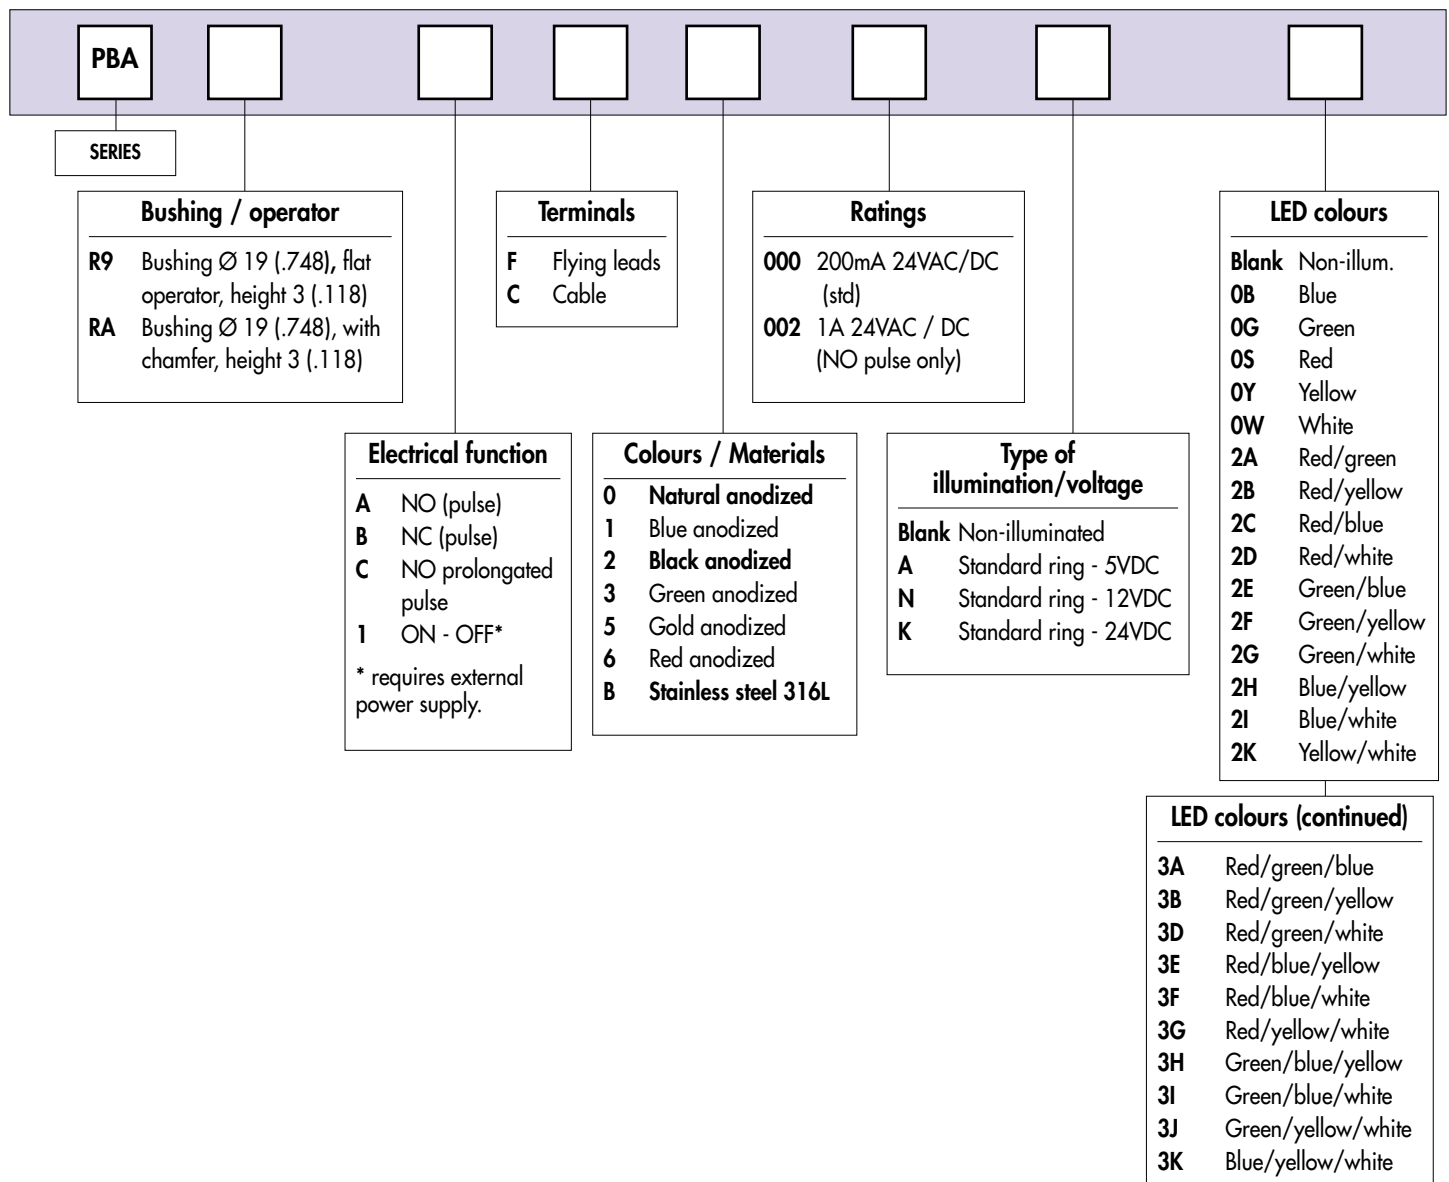 PBA
SERIES
Bushing / operator
R9 Bushing Ø 19 (.748), flat
operator, height 3 (.118)
RA Bushing Ø 19 (.748), with
chamfer, height 3 (.118)
Terminals
F Flying leads
C Cable
Ratings
000 200mA 24VAC/DC
(std)
002 1A 24VAC / DC
(NO pulse only)
LED colours
Blank Non-illum.
0B Blue
0G Green
0S Red
0Y Yellow
0W White
2A Red/green
2B Red/yellow
2C Red/blue
2D Red/white
2E Green/blue
2F Green/yellow
2G Green/white
2H Blue/yellow
2I Blue/white
2K Yellow/white
Electrical function
A NO (pulse)
B NC (pulse)
C NO prolongated
pulse
1 ON - OFF*
* requires external
power supply.
Colours / Materials
0 Natural anodized
1 Blue anodized
2 Black anodized
3 Green anodized
5 Gold anodized
6 Red anodized
B Stainless steel 316L
Type of
illumination/voltage
Blank Non-illuminated
A Standard ring - 5VDC
N Standard ring - 12VDC
K Standard ring - 24VDC
LED colours (continued)
3A Red/green/blue
3B Red/green/yellow
3D Red/green/white
3E Red/blue/yellow
3F Red/blue/white
3G Red/yellow/white
3H Green/blue/yellow
3I Green/blue/white
3J Green/yellow/white
3K Blue/yellow/white